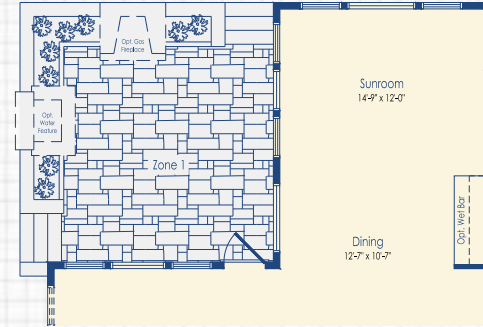 Opt. Gas
Fireplace
Sunroom
14'-9" x 12'-0"
Opt.
Water
Feature
Zone 1
Opt. Wet Bar
Dining
12'-7" x 10'-7"